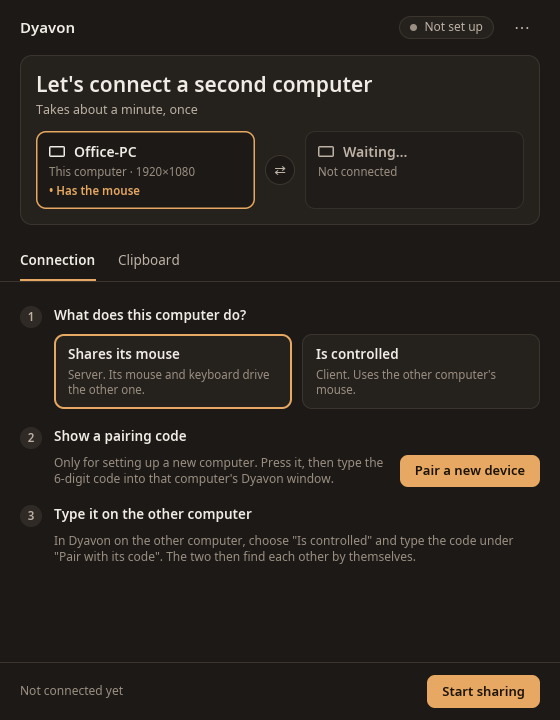 Dyavon
Not set up
⋯
Let's connect a second computer
Takes about a minute, once
Office-PC
This computer · 1920×1080
• Has the mouse
⇄
Waiting...
Not connected
Connection
Clipboard
1
What does this computer do?
Shares its mouse
Server. Its mouse and keyboard drive
the other one.
Is controlled
Client. Uses the other computer's
mouse.
2
Show a pairing code
Only for setting up a new computer. Press it, then type the
6-digit code into that computer's Dyavon window.
Pair a new device
3
Type it on the other computer
In Dyavon on the other computer, choose "Is controlled" and type the code under
"Pair with its code". The two then find each other by themselves.
Not connected yet
Start sharing